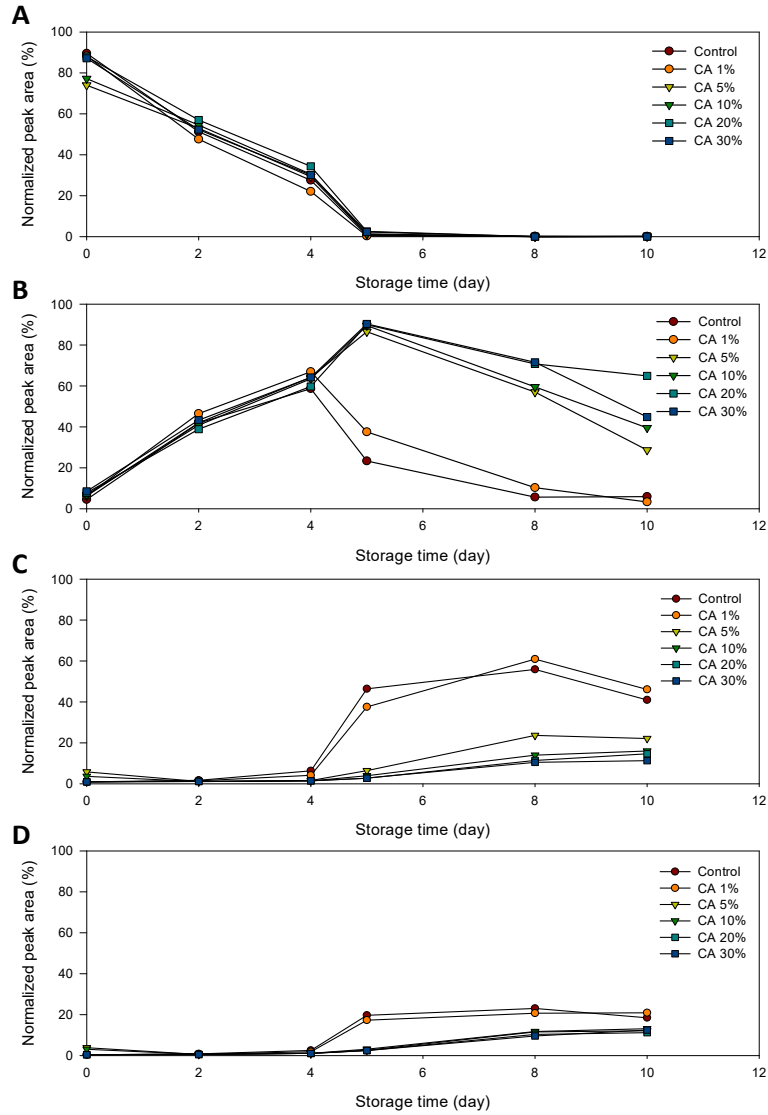 A
Normalized peak area (%)
100
80
60
40
20
0
0 2 4 6 8 10 12
Storage time (day)
Control
CA 1%
CA 5%
CA 10%
CA 20%
CA 30%
B
Normalized peak area (%)
100
80
60
40
20
0
0 2 4 6 8 10 12
Storage time (day)
Control
CA 1%
CA 5%
CA 10%
CA 20%
CA 30%
C
Normalized peak area (%)
100
80
60
40
20
0
0 2 4 6 8 10 12
Storage time (day)
Control
CA 1%
CA 5%
CA 10%
CA 20%
CA 30%
D
Normalized peak area (%)
100
80
60
40
20
0
0 2 4 6 8 10 12
Storage time (day)
Control
CA 1%
CA 5%
CA 10%
CA 20%
CA 30%